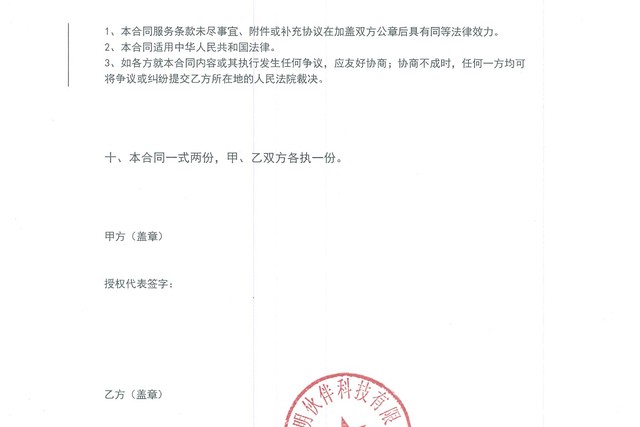 1、本合同服务条款未尽事宜、附件或补充协议在加盖双方公章后具有同等法律效力。
2、本合同适用中华人民共和国法律。
3、如各方就本合同内容或其执行发生任何争议，应友好协商；协商不成时，任何一方均可
将争议或纠纷提交乙方所在地的人民法院裁决。
十、本合同一式两份，甲、乙双方各执一份。
甲方（盖章）
授权代表签字：
乙方（盖章）
明伙伴科技有限